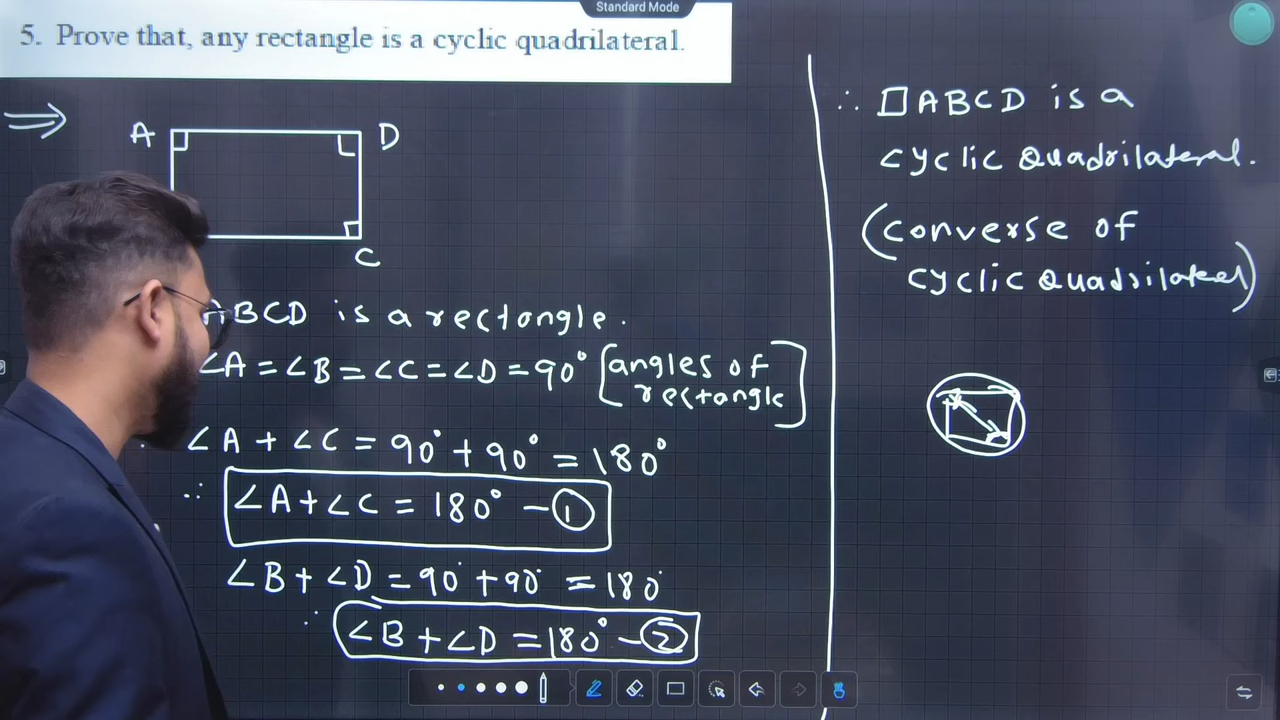 Standard Mode
5. Prove that, any rectangle is a cyclic quadrilateral.
⇒
A D
C
ABCD is a rectangle.
∠A = ∠B = ∠C = ∠D = 90° [angles of
rectangle]
∠A + ∠C = 90° + 90° = 180°
∴ ∠A + ∠C = 180° – ①
∠B + ∠D = 90° + 90° = 180°
∴ ∠B + ∠D = 180° – ②
∴ □ABCD is a
cyclic Quadrilateral.
(converse of
cyclic Quadrilateral)